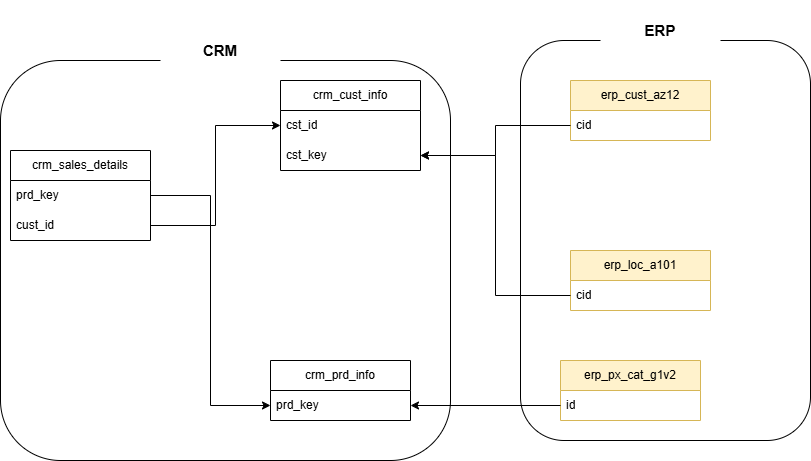 CRM
ERP
crm_cust_info
cst_id
cst_key
crm_sales_details
prd_key
cust_id
crm_prd_info
prd_key
erp_cust_az12
cid
erp_loc_a101
cid
erp_px_cat_g1v2
id